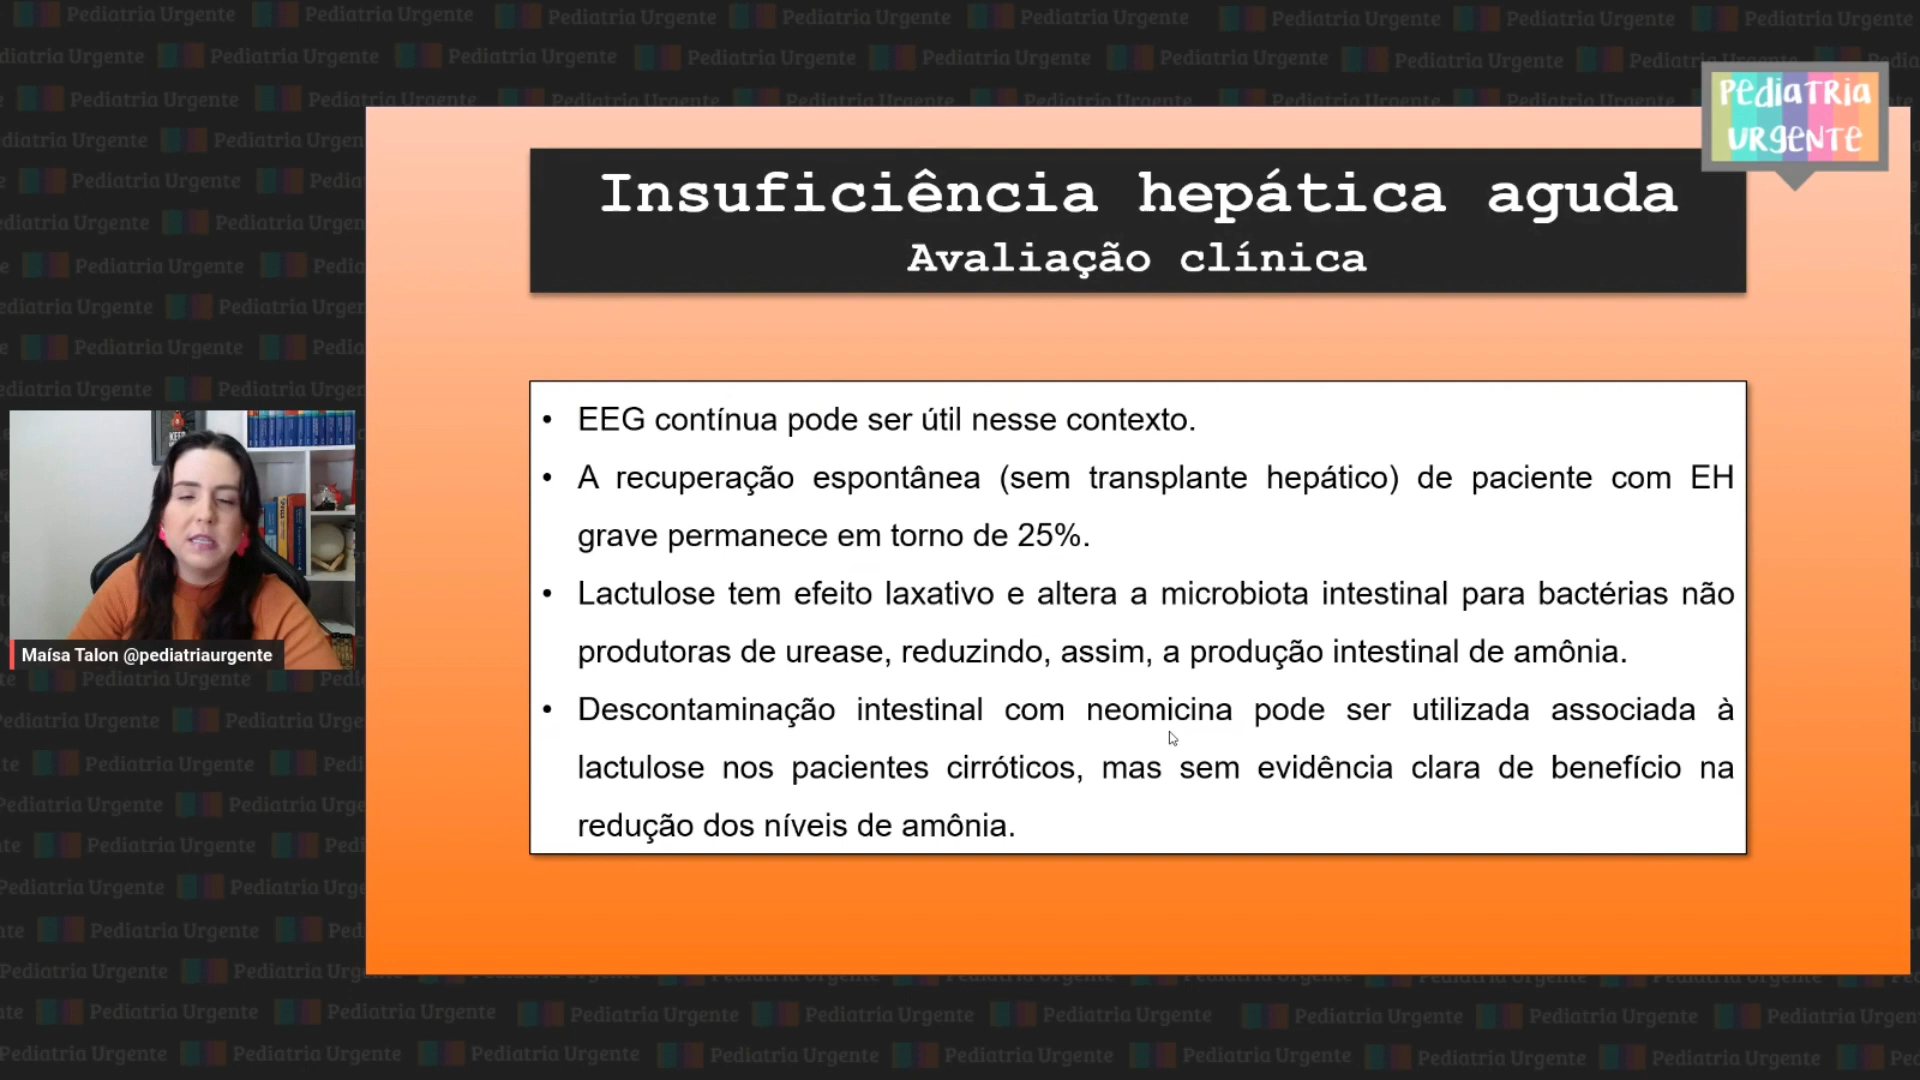 PEDIATRIA
URGENTE
Insuficiência hepática aguda
Avaliação clínica
• EEG contínua pode ser útil nesse contexto.
• A recuperação espontânea (sem transplante hepático) de paciente com EH
grave permanece em torno de 25%.
• Lactulose tem efeito laxativo e altera a microbiota intestinal para bactérias não
produtoras de urease, reduzindo, assim, a produção intestinal de amônia.
• Descontaminação intestinal com neomicina pode ser utilizada associada à
lactulose nos pacientes cirróticos, mas sem evidência clara de benefício na
redução dos níveis de amônia.
KEEP
Maísa Talon @pediatriaurgente
Pediatria Urgente